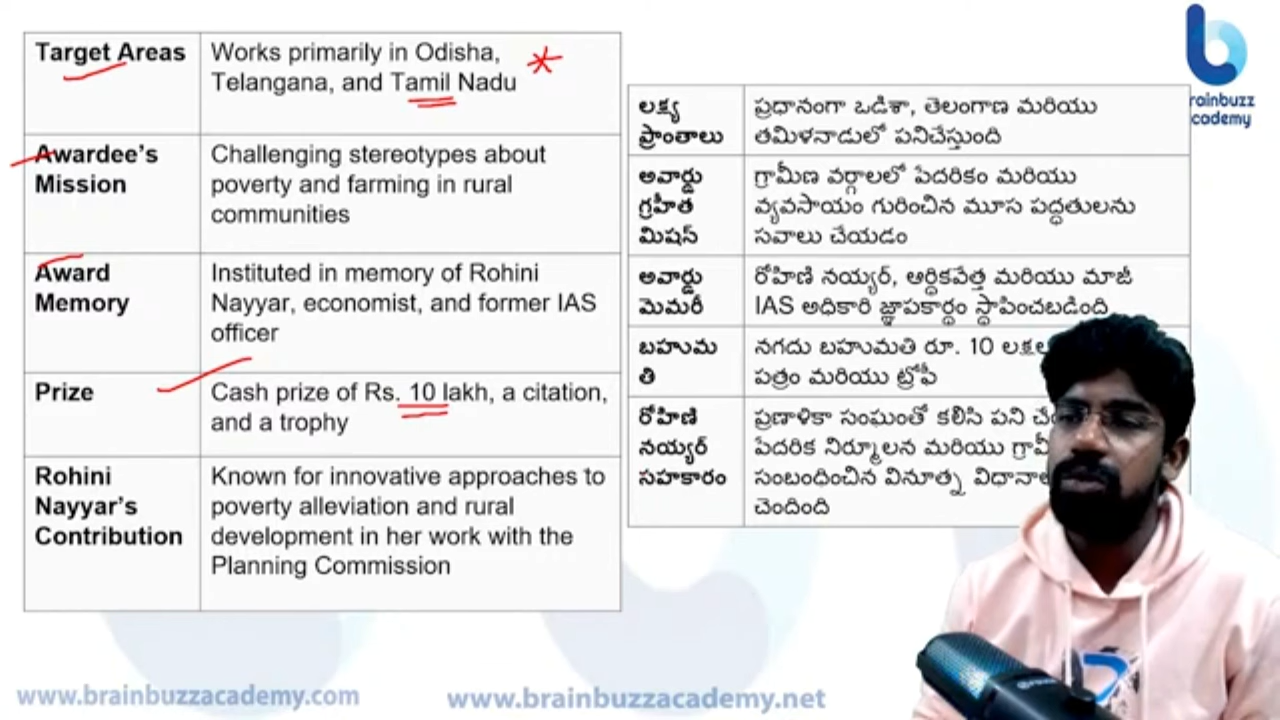 Target Areas
Works primarily in Odisha,
Telangana, and Tamil Nadu
Awardee's
Mission
Challenging stereotypes about
poverty and farming in rural
communities
Award
Memory
Instituted in memory of Rohini
Nayyar, economist, and former IAS
officer
Prize
Cash prize of Rs. 10 lakh, a citation,
and a trophy
Rohini
Nayyar's
Contribution
Known for innovative approaches to
poverty alleviation and rural
development in her work with the
Planning Commission
లక్ష్య
ప్రాంతాలు
ప్రధానంగా ఒడిశా, తెలంగాణ మరియు
తమిళనాడులో పనిచేస్తుంది
అవార్డు
గ్రహీత
మిషన్
గ్రామీణ వర్గాలలో పేదరికం మరియు
వ్యవసాయం గురించిన మూస పద్ధతులను
సవాలు చేయడం
అవార్డు
మెమరీ
రోహిణి నయ్యర్, ఆర్థికవేత్త మరియు మాజీ
IAS అధికారి జ్ఞాపకార్థం స్థాపించబడింది
బహుమ
తి
నగదు బహుమతి రూ. 10
పత్రం మరియు ట్రోఫీ
రోహిణి
నయ్యర్
సహకారం
ప్రణాళికా సంఘంతో కలిసి పని
పేదరిక నిర్మూలన మరియు
సంబంధించిన వినూత్న
చెందింది
rainbuzz
cademy
www.brainbuzzacademy.com
www.brainbuzzacademy.net